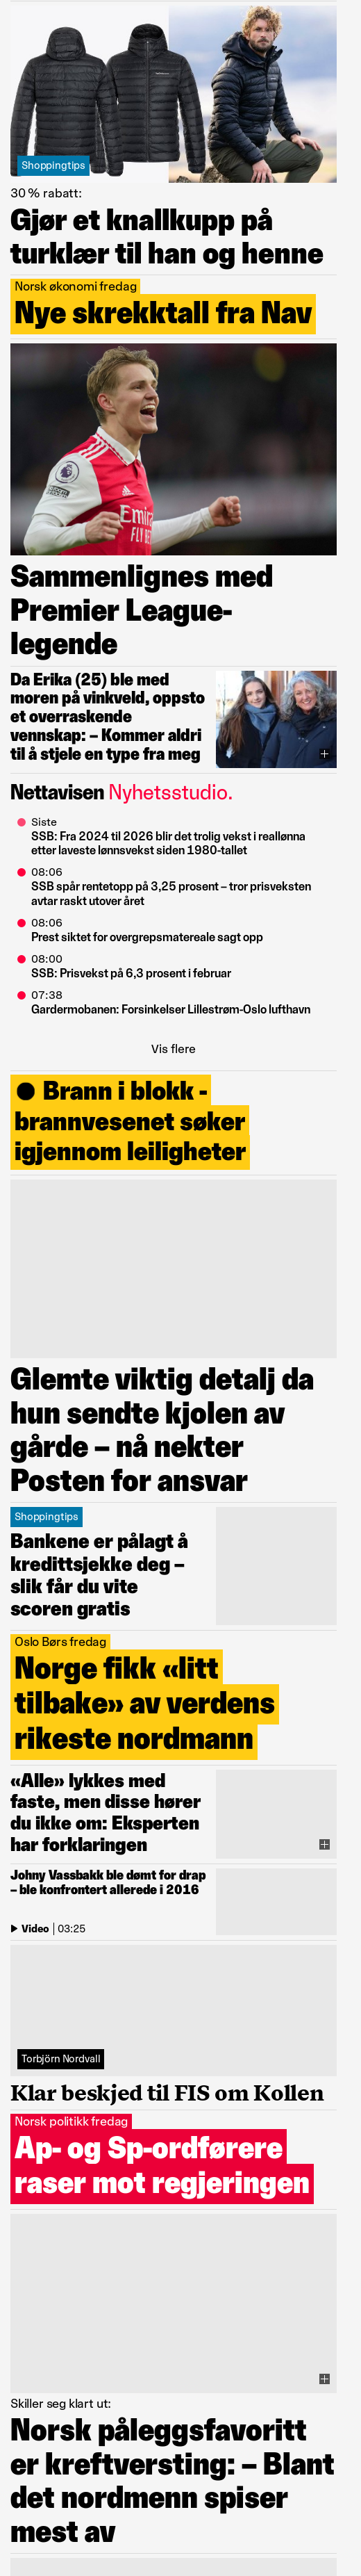 Shoppingtips
30 % rabatt:
Gjør et knallkupp på
turklær til han og henne
Norsk økonomi fredag
Nye skrekktall fra Nav
Sammenlignes med
Premier League-
legende
Da Erika (25) ble med
moren på vinkveld, oppsto
et overraskende
vennskap: – Kommer aldri
til å stjele en type fra meg
Nettavisen Nyhetsstudio.
Siste
SSB: Fra 2024 til 2026 blir det trolig vekst i reallønna
etter laveste lønnsvekst siden 1980-tallet
08:06
SSB spår rentetopp på 3,25 prosent – tror prisveksten
avtar raskt utover året
08:06
Prest siktet for overgrepsmatereale sagt opp
08:00
SSB: Prisvekst på 6,3 prosent i februar
07:38
Gardermobanen: Forsinkelser Lillestrøm-Oslo lufthavn
Vis flere
Brann i blokk -
brannvesenet søker
igjennom leiligheter
Glemte viktig detalj da
hun sendte kjolen av
gårde – nå nekter
Posten for ansvar
Shoppingtips
Bankene er pålagt å
kredittsjekke deg –
slik får du vite
scoren gratis
Oslo Børs fredag
Norge fikk «litt
tilbake» av verdens
rikeste nordmann
«Alle» lykkes med
faste, men disse hører
du ikke om: Eksperten
har forklaringen
Johny Vassbakk ble dømt for drap
– ble konfrontert allerede i 2016
Video 03:25
Torbjörn Nordvall
Klar beskjed til FIS om Kollen
Norsk politikk fredag
Ap- og Sp-ordførere
raser mot regjeringen
Skiller seg klart ut:
Norsk påleggsfavoritt
er kreftversting: – Blant
det nordmenn spiser
mest av